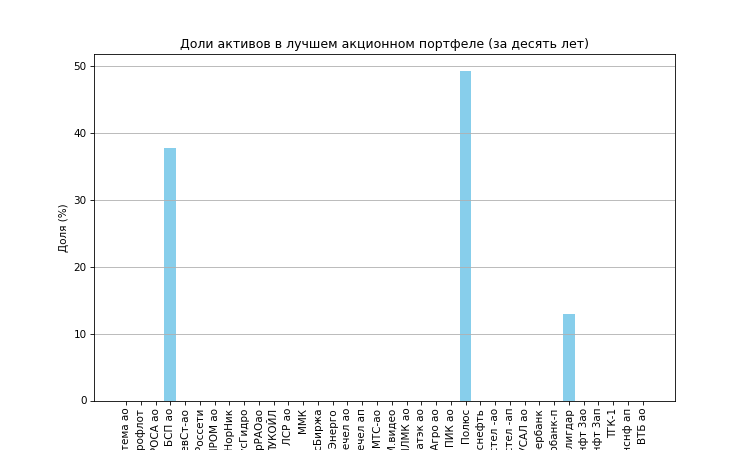 Доли активов в лучшем акционном портфеле (за десять лет)
Доля (%)
50
40
30
20
10
0
тема ао
рофлот
РОСА ао
БСП ао
евСт-ао
Россети
ПРОМ ао
НорНик
сГидро
рРАОао
ЛУКОЙЛ
ЛСР ао
ММК
сБиржа
Энерго
ечел ао
ечел ап
МТС-ао
М.видео
ЛМК ао
атэк ао
Агро ао
ПИК ао
Полюс
снефть
стел -ао
стел -ап
УСАЛ ао
ербанк
рбанк-п
лигдар
нфт 3ао
нфт 3ап
ТГК-1
нснф ап
ВТБ ао